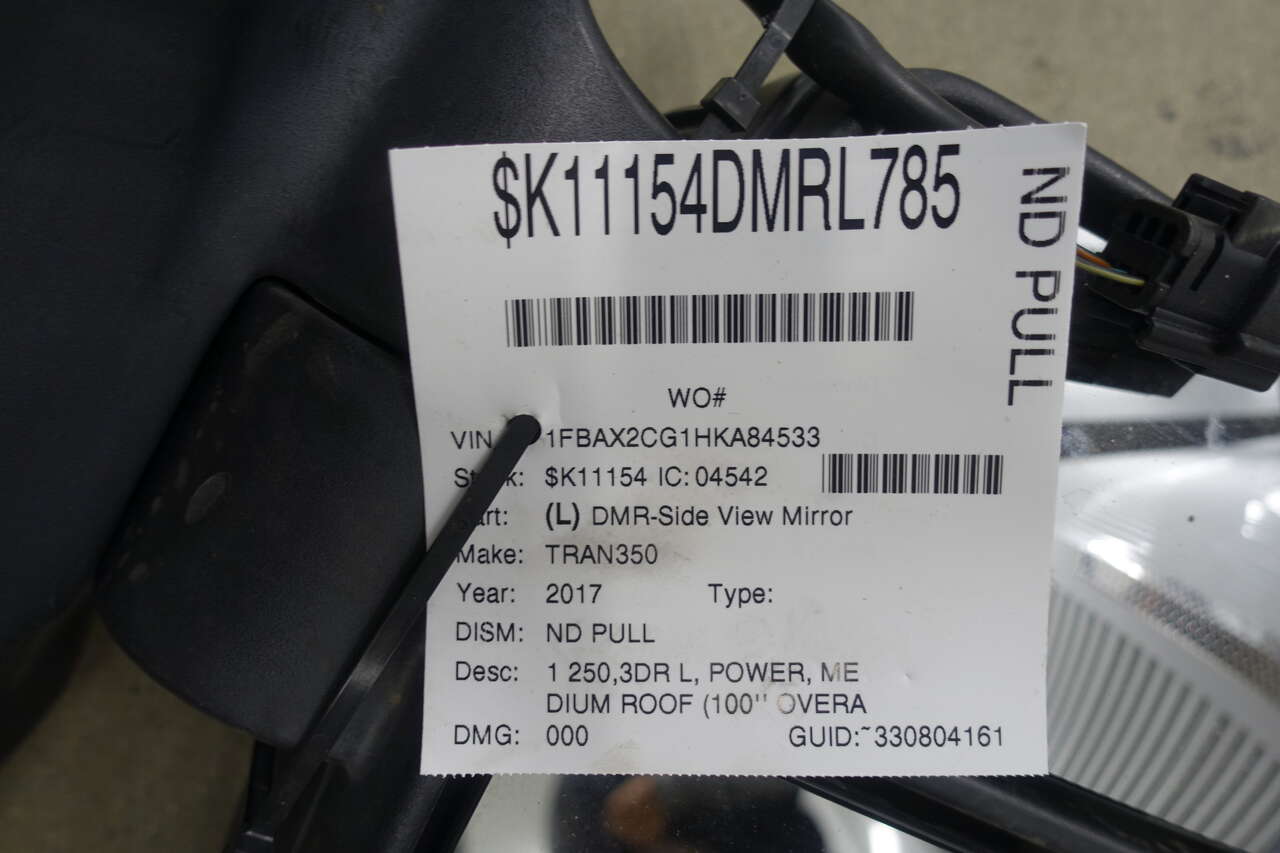 $K11154DMRL785
ND PULL
WO#
VIN 1FBAX2CG1HKA84533
$K11154 IC: 04542
(L) DMR-Side View Mirror
Make: TRAN350
Year: 2017 Type:
DISM: ND PULL
Desc: 1 250,3DR L, POWER, ME
DIUM ROOF (100'' OVERA
DMG: 000 GUID:~330804161